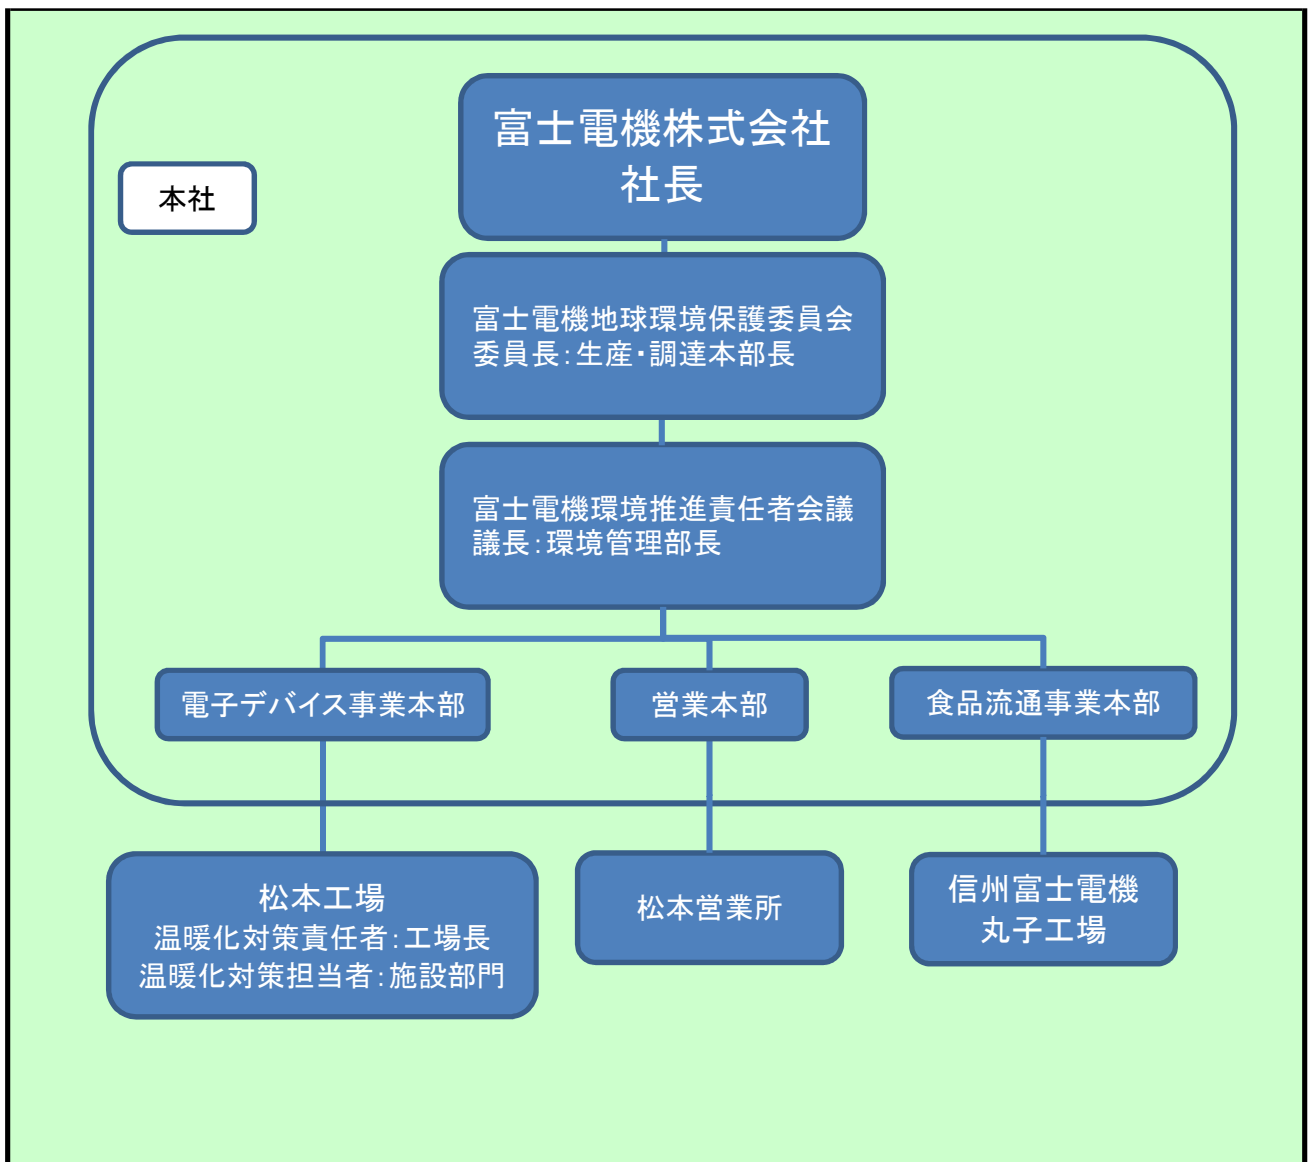 富士電機株式会社
社長
本社
富士電機地球環境保護委員会
委員長：生産・調達本部長
富士電機環境推進責任者会議
議長：環境管理部長
電子デバイス事業本部
営業本部
食品流通事業本部
松本工場
温暖化対策責任者：工場長
温暖化対策担当者：施設部門
松本営業所
信州富士電機
丸子工場